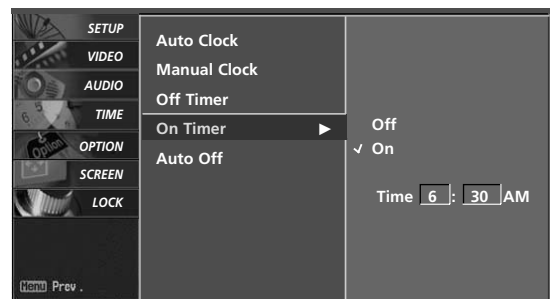 SETUP
VIDEO
AUDIO
TIME
OPTION
SCREEN
LOCK
Menu Prev.
Auto Clock
Manual Clock
Off Timer
On Timer ►
Auto Off
Off
✓ On
Time 6 : 30 AM
Option